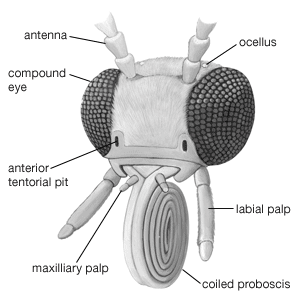 antenna
ocellus
compound
eye
anterior
tentorial pit
labial palp
maxilliary palp
coiled proboscis